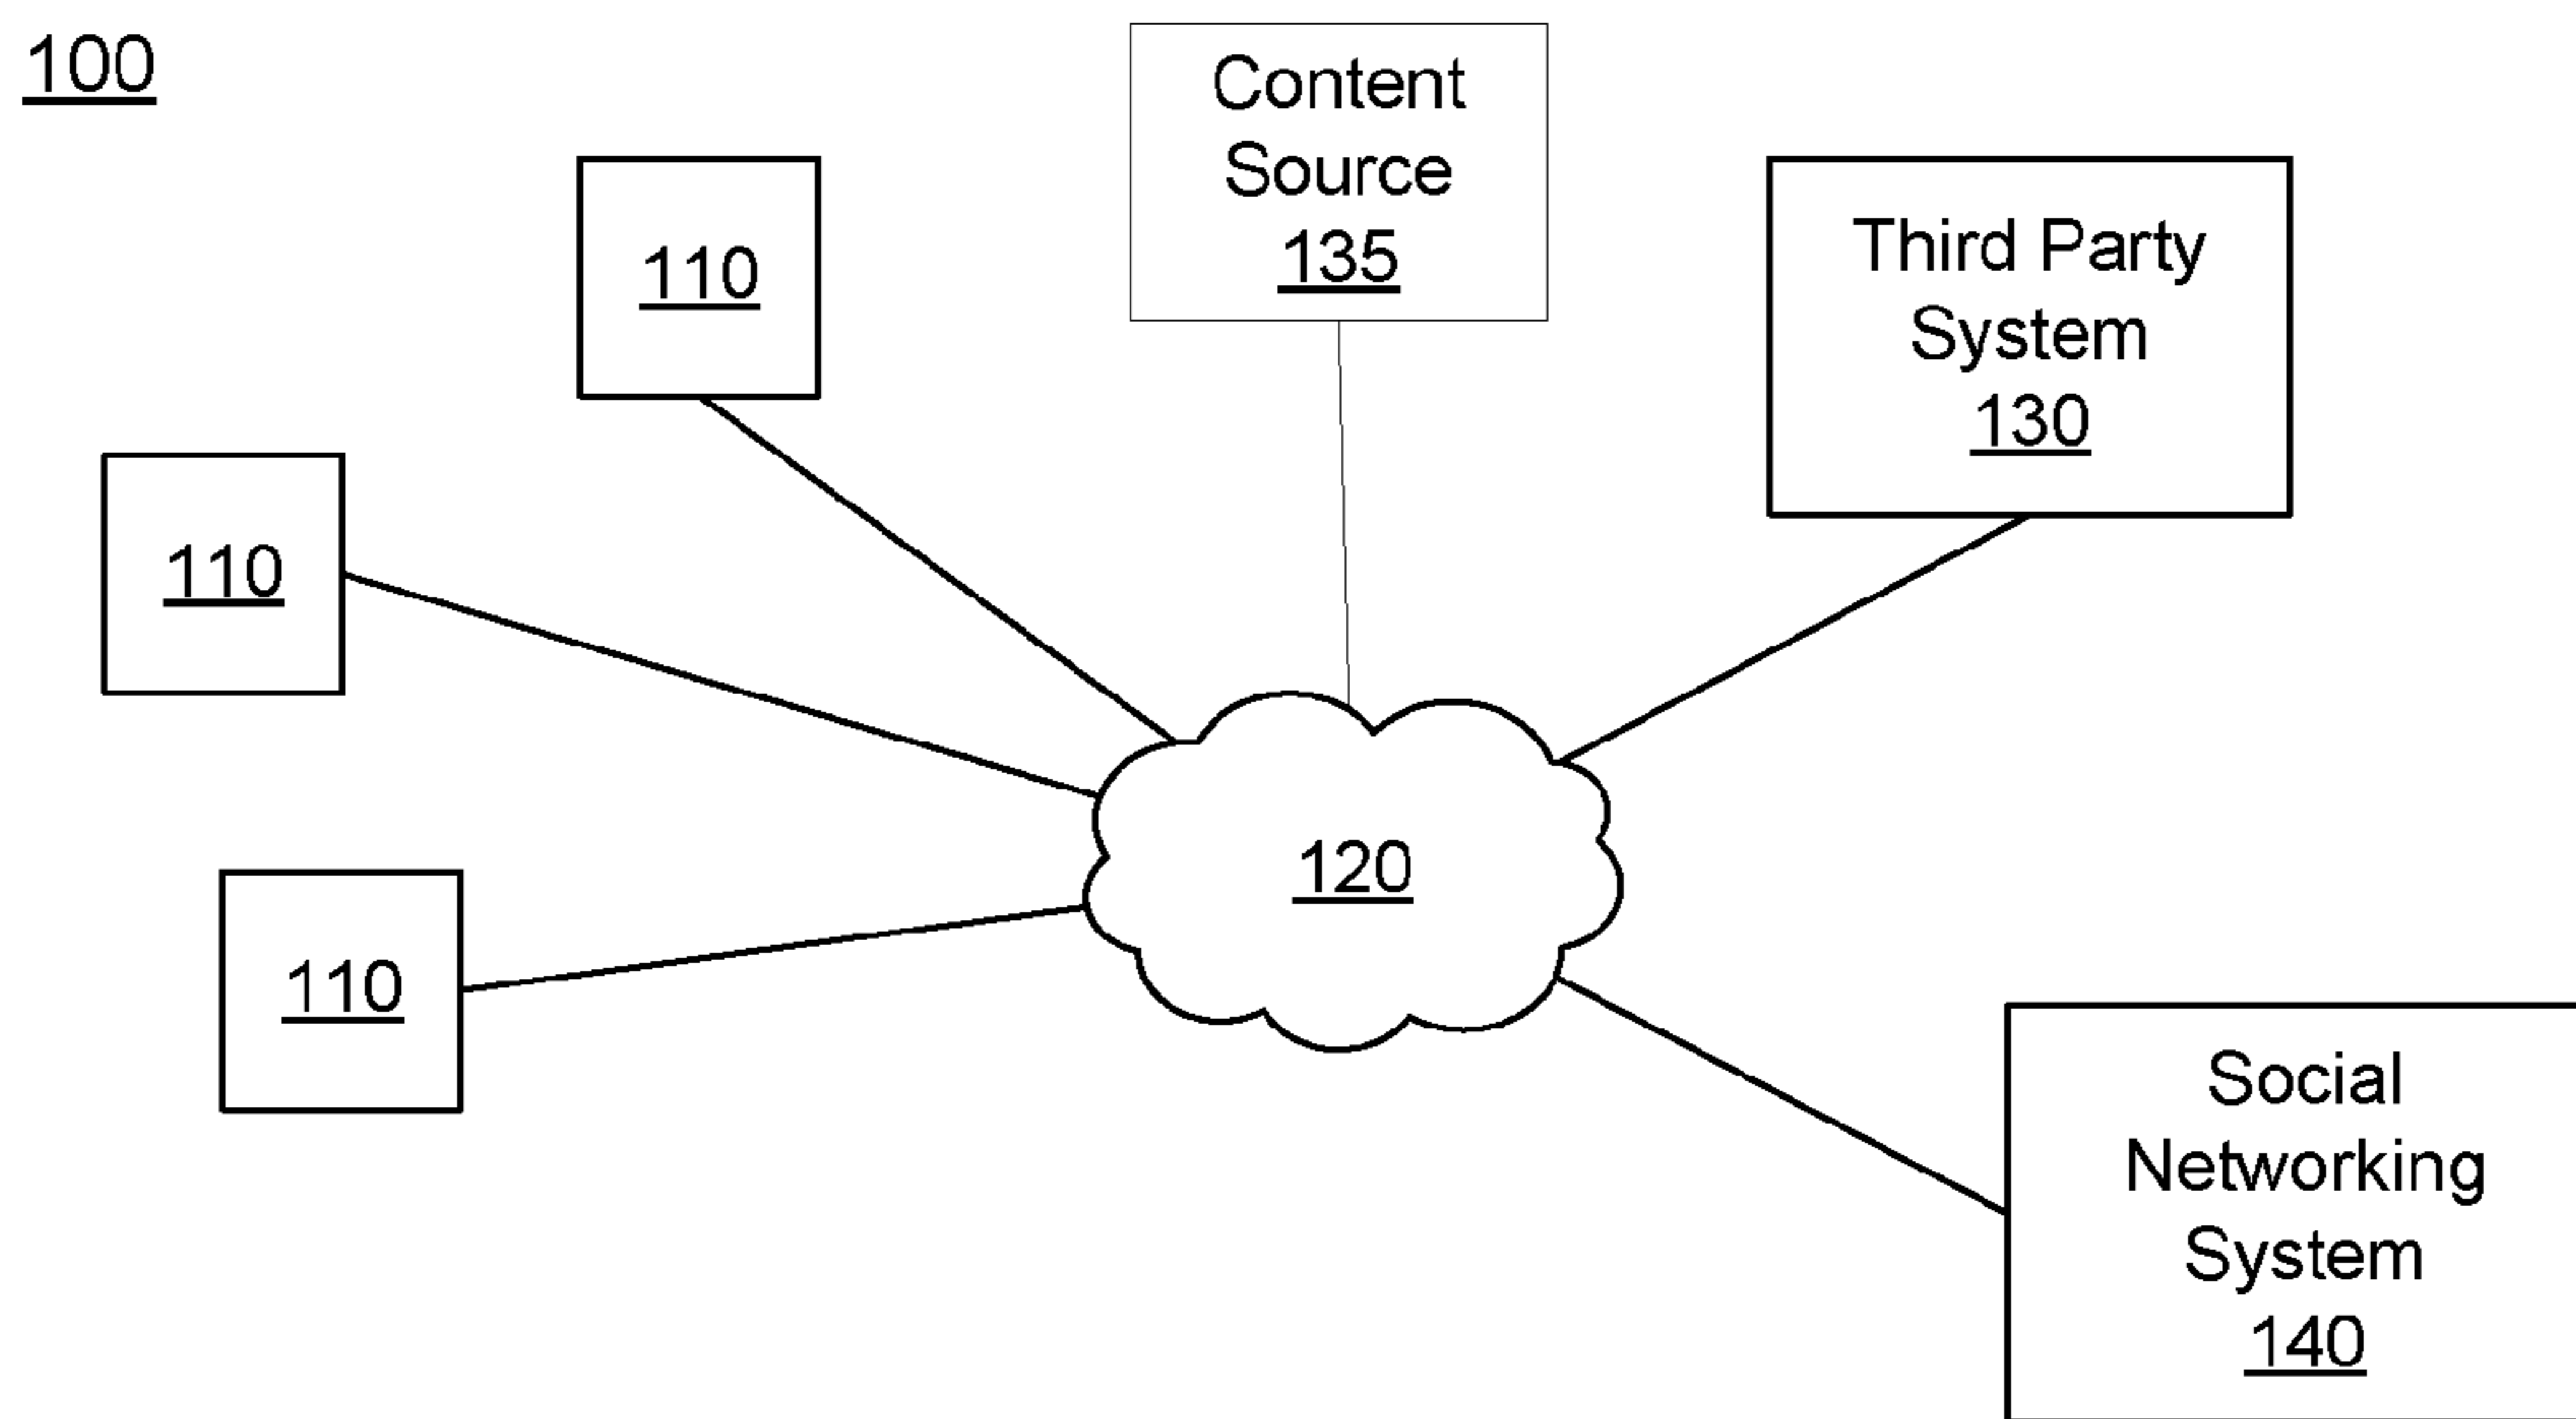 100
Content
Source
135
110
Third Party
System
130
110
120
110
Social
Networking
System
140